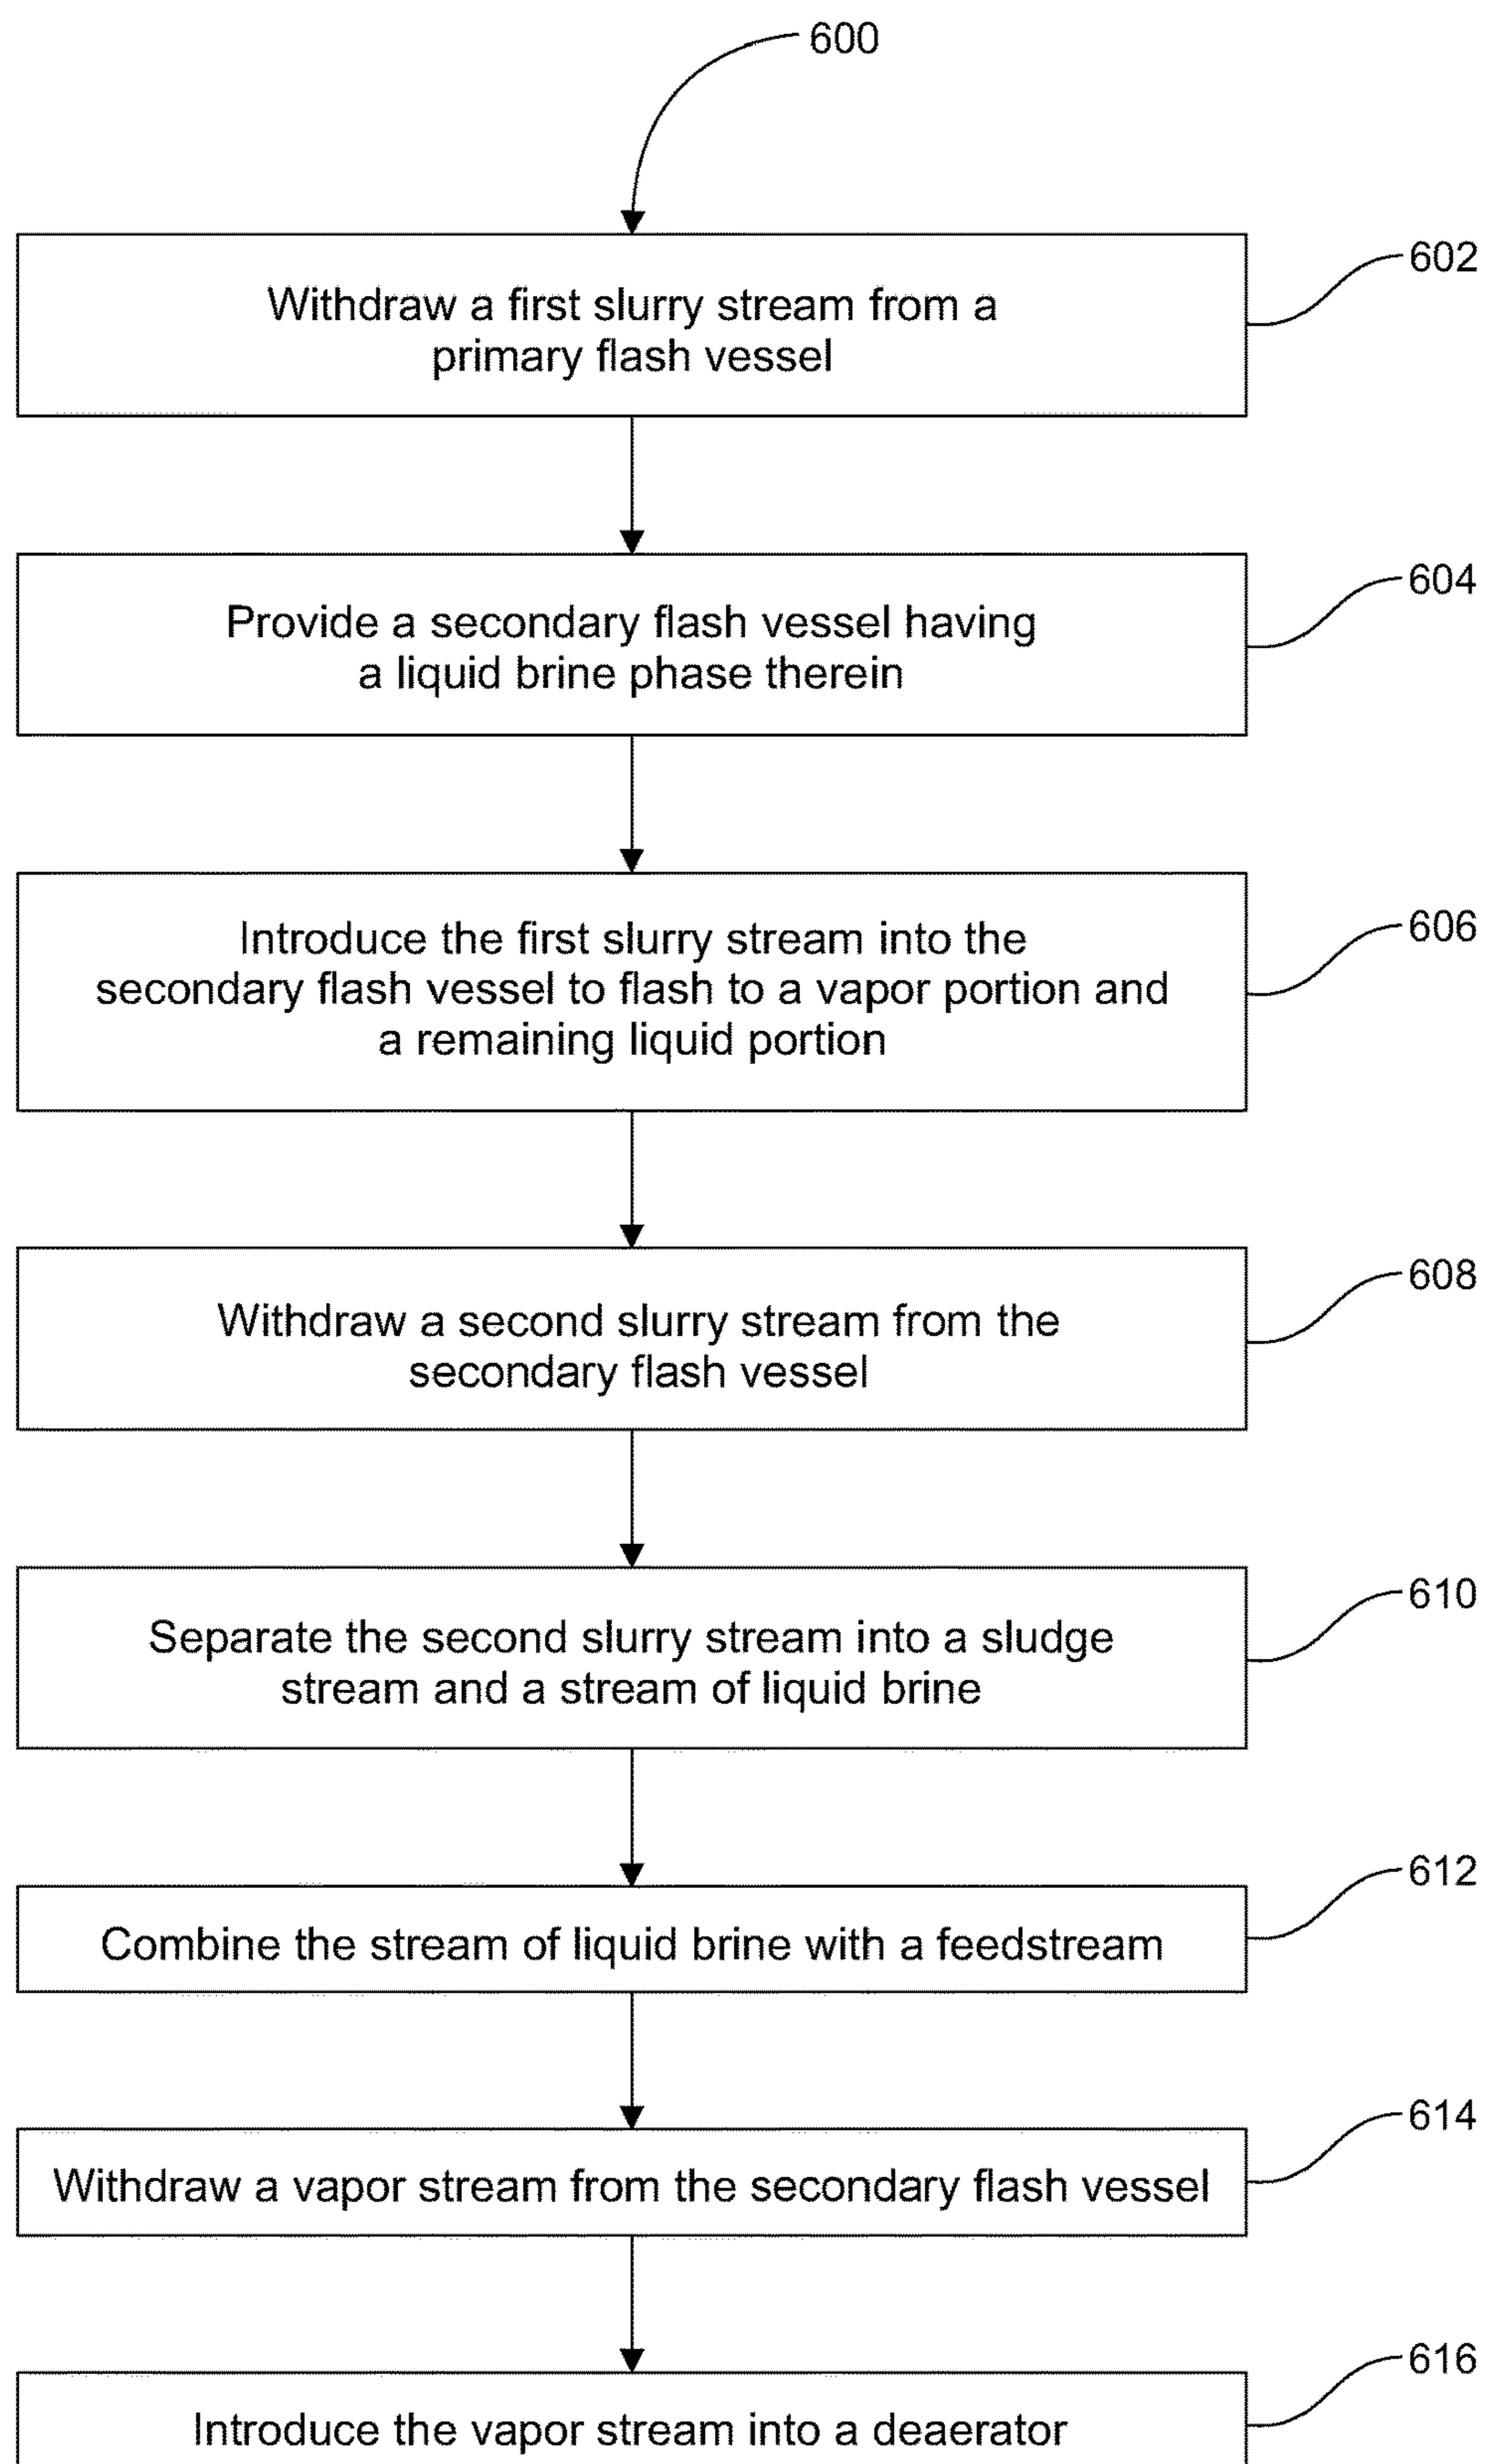 600
602
Withdraw a first slurry stream from a
primary flash vessel
604
Provide a secondary flash vessel having
a liquid brine phase therein
606
Introduce the first slurry stream into the
secondary flash vessel to flash to a vapor portion and
a remaining liquid portion
608
Withdraw a second slurry stream from the
secondary flash vessel
610
Separate the second slurry stream into a sludge
stream and a stream of liquid brine
612
Combine the stream of liquid brine with a feedstream
614
Withdraw a vapor stream from the secondary flash vessel
616
Introduce the vapor stream into a deaerator